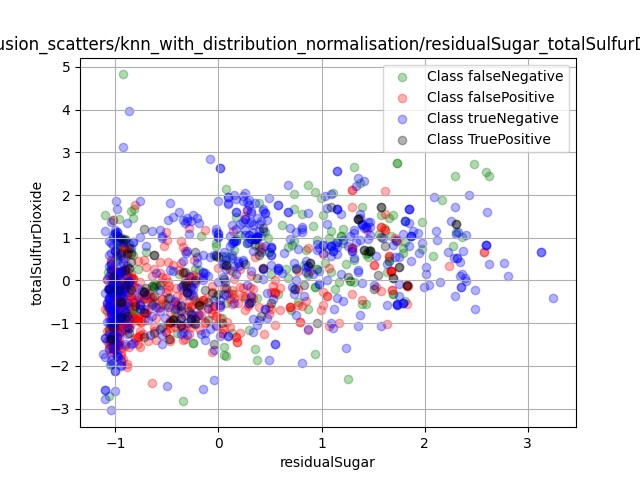 usion_scatters/knn_with_distribution_normalisation/residualSugar_totalSulfurD
5
4
3
2
1
0
−1
−2
−3
totalSulfurDioxide
Class falseNegative
Class falsePositive
Class trueNegative
Class TruePositive
−1 0 1 2 3
residualSugar